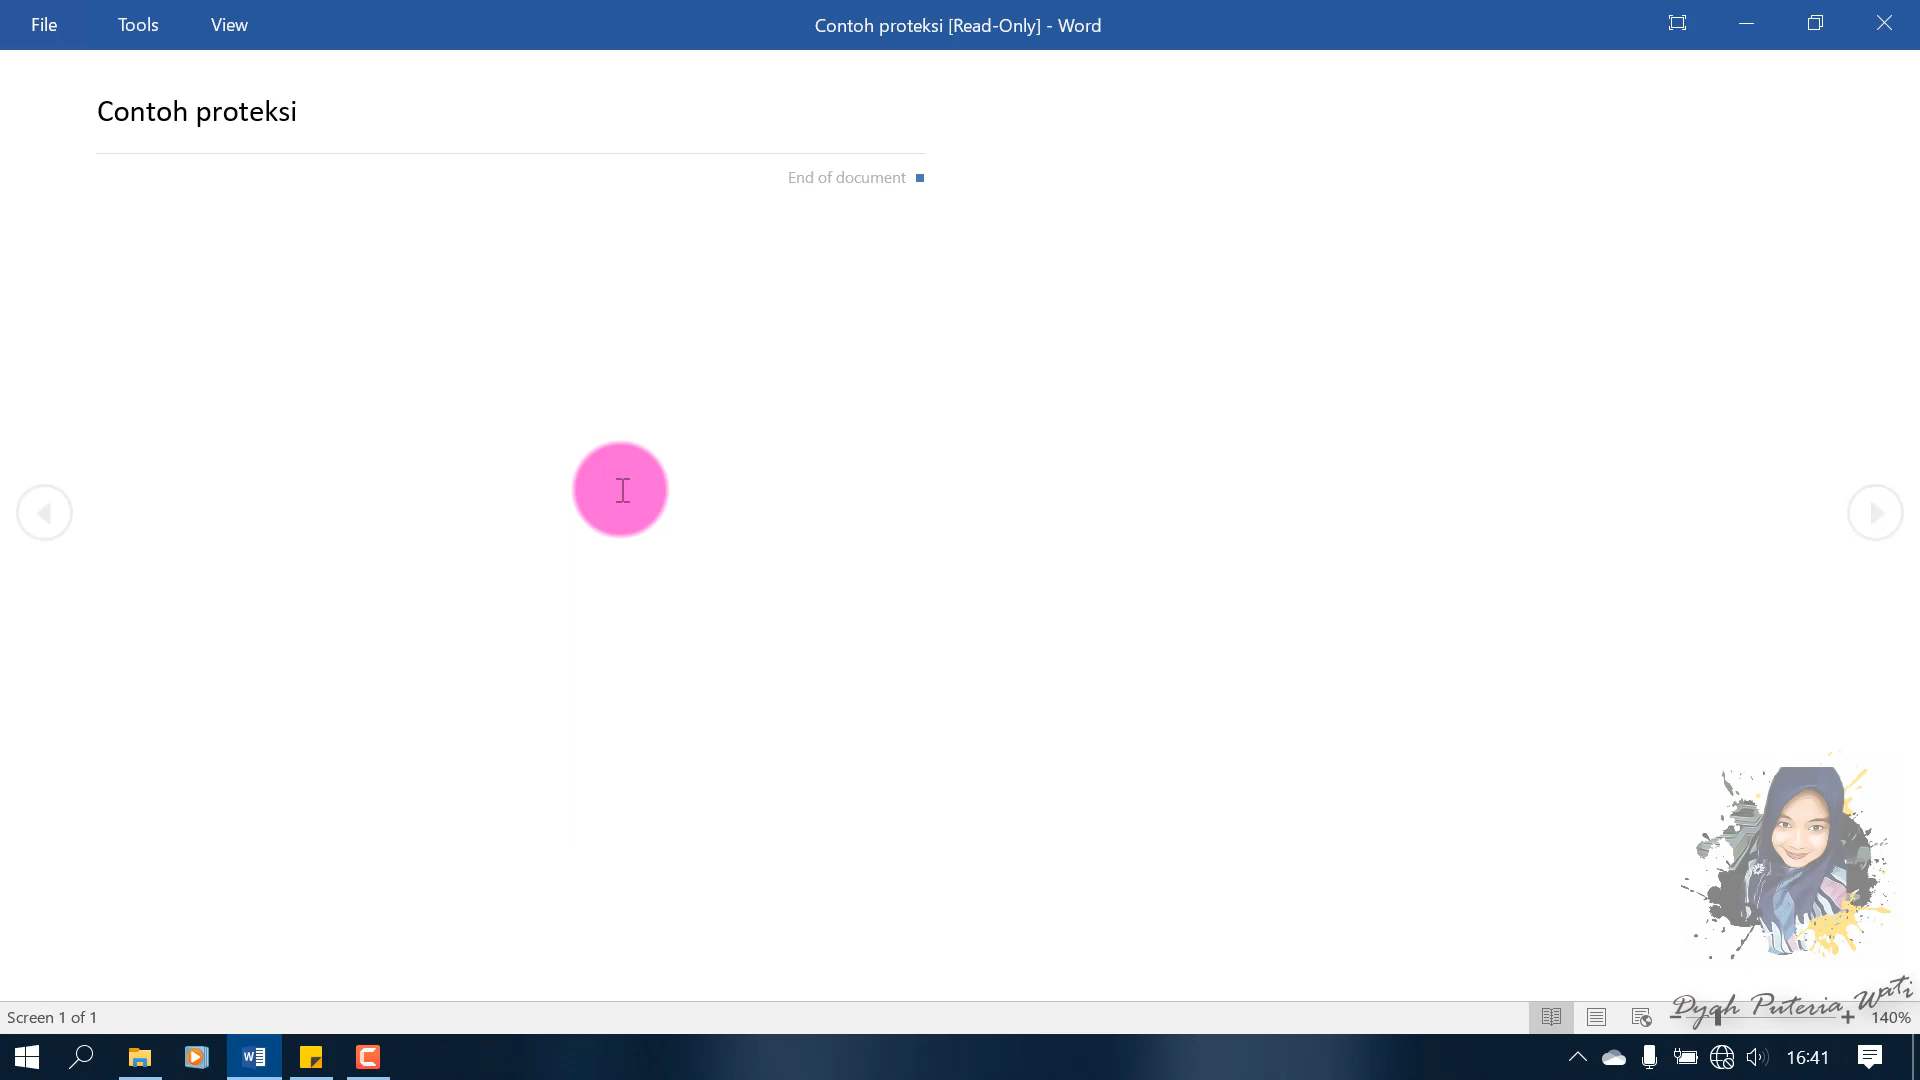 File Tools View Contoh proteksi [Read-Only] - Word
Contoh proteksi
End of document
Dyah Puteria Wati
Screen 1 of 1 140%
16:41